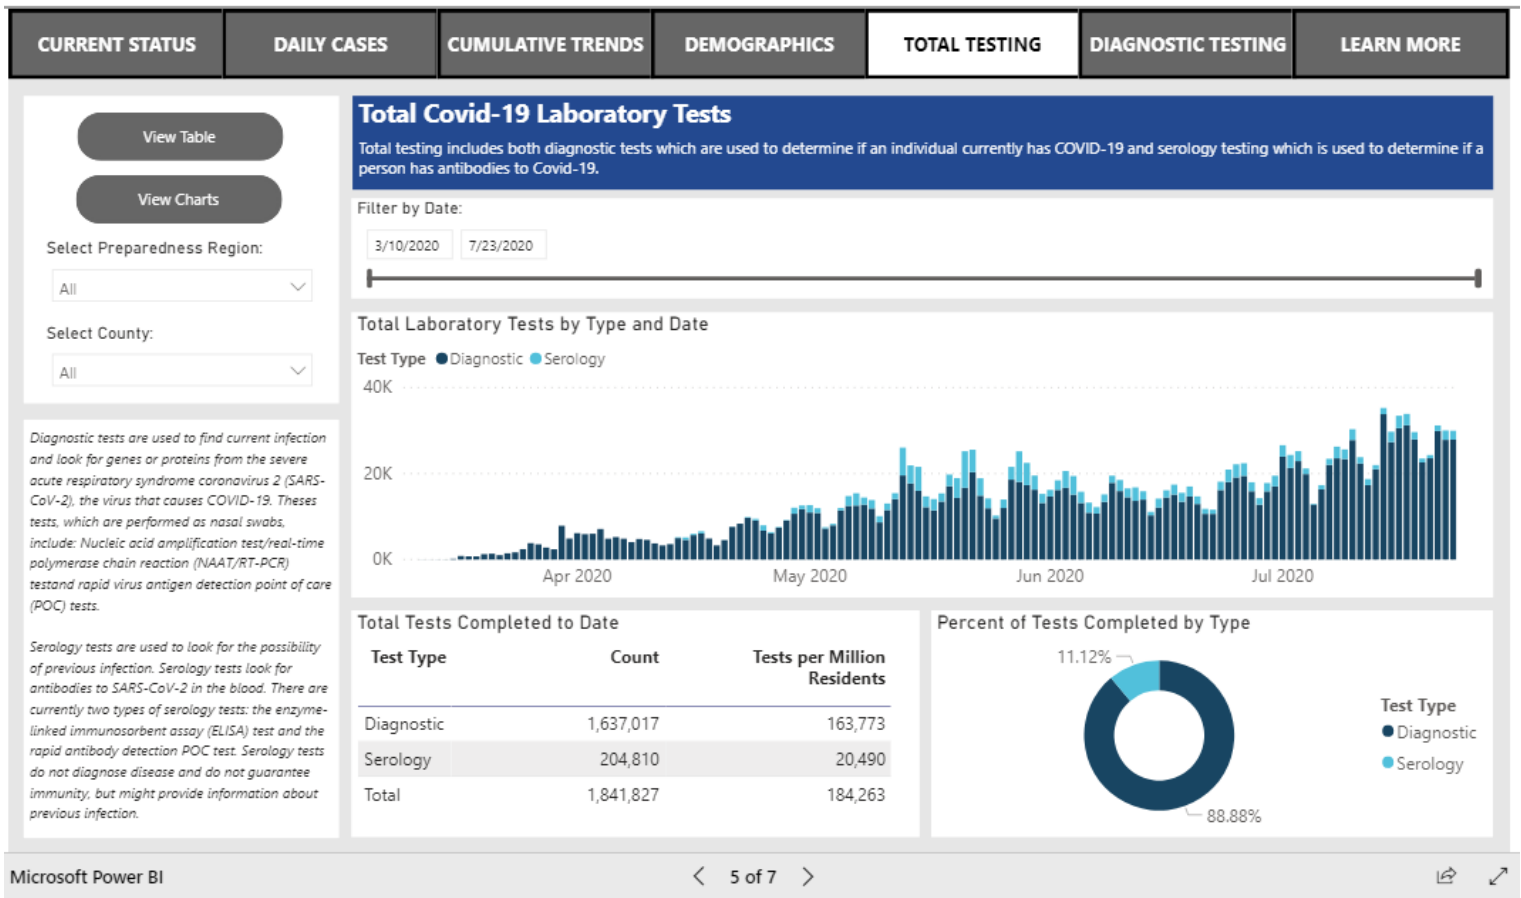 CURRENT STATUS
DAILY CASES
CUMULATIVE TRENDS
DEMOGRAPHICS
TOTAL TESTING
DIAGNOSTIC TESTING
LEARN MORE
View Table
View Charts
Select Preparedness Region:
All
Select County:
All
Diagnostic tests are used to find current infection
and look for genes or proteins from the severe
acute respiratory syndrome coronavirus 2 (SARS-
CoV-2), the virus that causes COVID-19. Theses
tests, which are performed as nasal swabs,
include: Nucleic acid amplification test/real-time
polymerase chain reaction (NAAT/RT-PCR)
testand rapid virus antigen detection point of care
(POC) tests.
Serology tests are used to look for the possibility
of previous infection. Serology tests look for
antibodies to SARS-CoV-2 in the blood. There are
currently two types of serology tests: the enzyme-
linked immunosorbent assay (ELISA) test and the
rapid antibody detection POC test. Serology tests
do not diagnose disease and do not guarantee
immunity, but might provide information about
previous infection.
Total Covid-19 Laboratory Tests
Total testing includes both diagnostic tests which are used to determine if an individual currently has COVID-19 and serology testing which is used to determine if a
person has antibodies to Covid-19.
Filter by Date:
3/10/2020 7/23/2020
Total Laboratory Tests by Type and Date
Test Type Diagnostic Serology
40K
20K
0K
Apr 2020 May 2020 Jun 2020 Jul 2020
Total Tests Completed to Date
Test Type Count Tests per Million
Residents
Diagnostic 1,637,017 163,773
Serology 204,810 20,490
Total 1,841,827 184,263
Percent of Tests Completed by Type
11.12%
88.88%
Test Type
Diagnostic
Serology
Microsoft Power BI
5 of 7